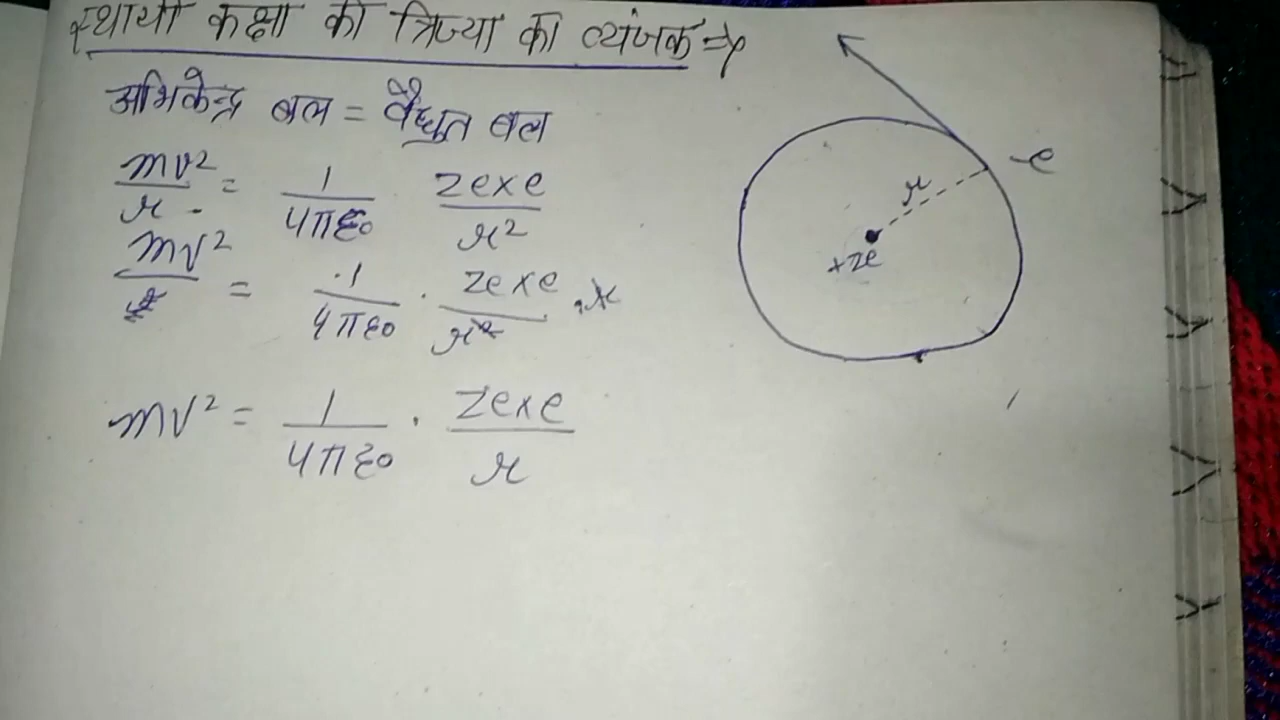 स्थायी कक्षा की त्रिज्या का व्यंजक ⇒
अभिकेन्द्र बल = वैद्युत बल
mv²/r = 1/4πε0 · ze×e/r²
mv²/r = 1/4πε0 · ze×e/r² · r
mv² = 1/4πε0 · ze×e/r
-e
r
+ze